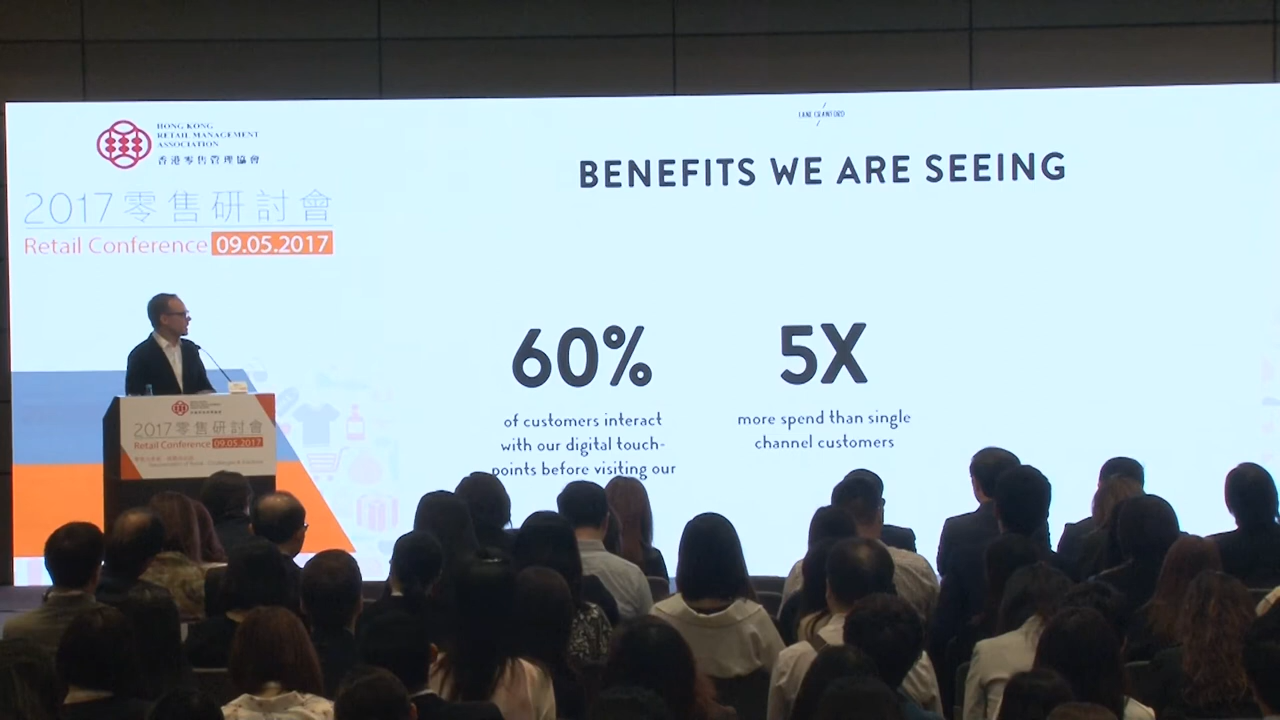 HONG KONG
RETAIL MANAGEMENT
ASSOCIATION
香港零售管理協會
2017零售研討會
Retail Conference 09.05.2017
LANE CRAWFORD
BENEFITS WE ARE SEEING
60%
of customers interact
with our digital touch-
points before visiting our
5X
more spend than single
channel customers
2017零售研討會
Retail Conference 09.05.2017